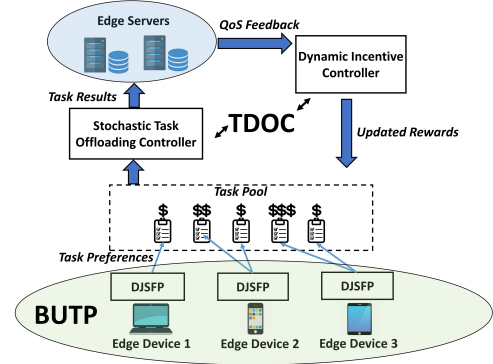 Edge Servers
QoS Feedback
Dynamic Incentive
Controller
Task Results
Stochastic Task
Offloading Controller
TDOC
Updated Rewards
Task Pool
$
$$
$
$$$
$
Task Preferences
DJSFP
DJSFP
DJSFP
BUTP
Edge Device 1
Edge Device 2
Edge Device 3